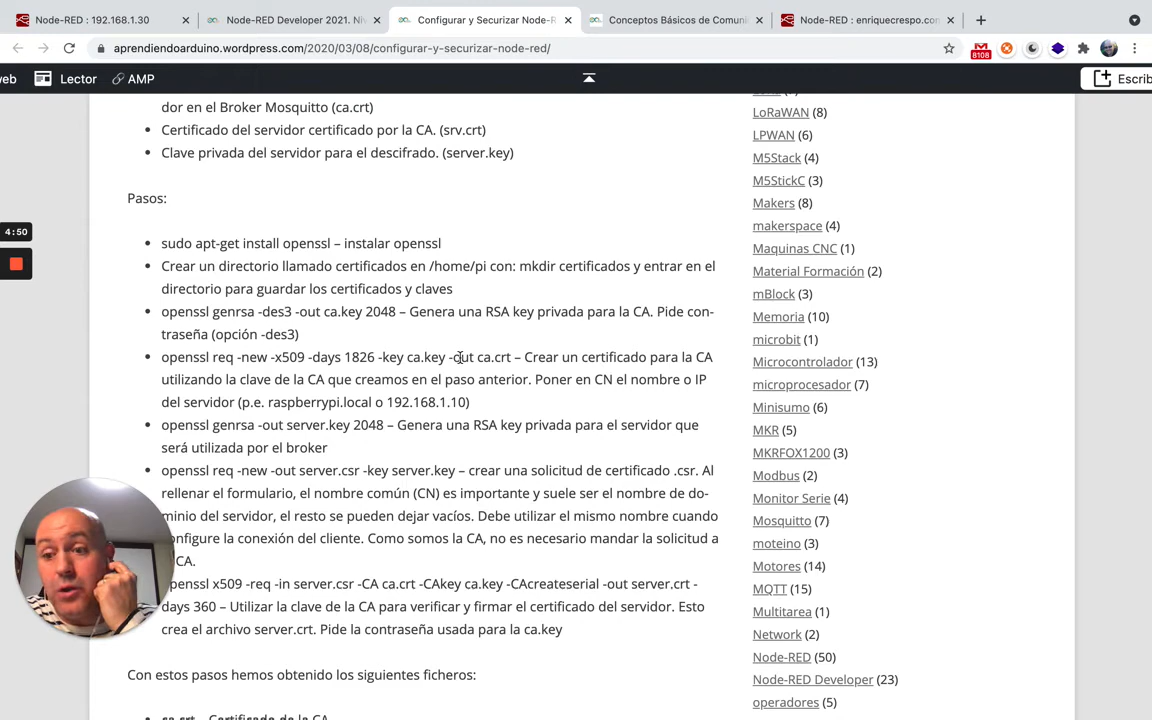 Node-RED : 192.168.1.30
Node-RED Developer 2021. Niv
Configurar y Securizar Node-R
Conceptos Básicos de Comuni
Node-RED : enriquecrespo.com
aprendiendoarduino.wordpress.com/2020/03/08/configurar-y-securizar-node-red/
8108
web
Lector
AMP
Escrib
dor en el Broker Mosquitto (ca.crt)
Certificado del servidor certificado por la CA. (srv.crt)
Clave privada del servidor para el descifrado. (server.key)
Pasos:
4:50
sudo apt-get install openssl – instalar openssl
Crear un directorio llamado certificados en /home/pi con: mkdir certificados y entrar en el
directorio para guardar los certificados y claves
openssl genrsa -des3 -out ca.key 2048 – Genera una RSA key privada para la CA. Pide con-
traseña (opción -des3)
openssl req -new -x509 -days 1826 -key ca.key -out ca.crt – Crear un certificado para la CA
utilizando la clave de la CA que creamos en el paso anterior. Poner en CN el nombre o IP
del servidor (p.e. raspberrypi.local o 192.168.1.10)
openssl genrsa -out server.key 2048 – Genera una RSA key privada para el servidor que
será utilizada por el broker
openssl req -new -out server.csr -key server.key – crear una solicitud de certificado .csr. Al
rellenar el formulario, el nombre común (CN) es importante y suele ser el nombre de do-
minio del servidor, el resto se pueden dejar vacíos. Debe utilizar el mismo nombre cuando
onfigure la conexión del cliente. Como somos la CA, no es necesario mandar la solicitud a
CA.
openssl x509 -req -in server.csr -CA ca.crt -CAkey ca.key -CAcreateserial -out server.crt -
days 360 – Utilizar la clave de la CA para verificar y firmar el certificado del servidor. Esto
crea el archivo server.crt. Pide la contraseña usada para la ca.key
Con estos pasos hemos obtenido los siguientes ficheros:
ca.crt – Certificado de la CA
LoRaWAN (8)
LPWAN (6)
M5Stack (4)
M5StickC (3)
Makers (8)
makerspace (4)
Maquinas CNC (1)
Material Formación (2)
mBlock (3)
Memoria (10)
microbit (1)
Microcontrolador (13)
microprocesador (7)
Minisumo (6)
MKR (5)
MKRFOX1200 (3)
Modbus (2)
Monitor Serie (4)
Mosquitto (7)
moteino (3)
Motores (14)
MQTT (15)
Multitarea (1)
Network (2)
Node-RED (50)
Node-RED Developer (23)
operadores (5)